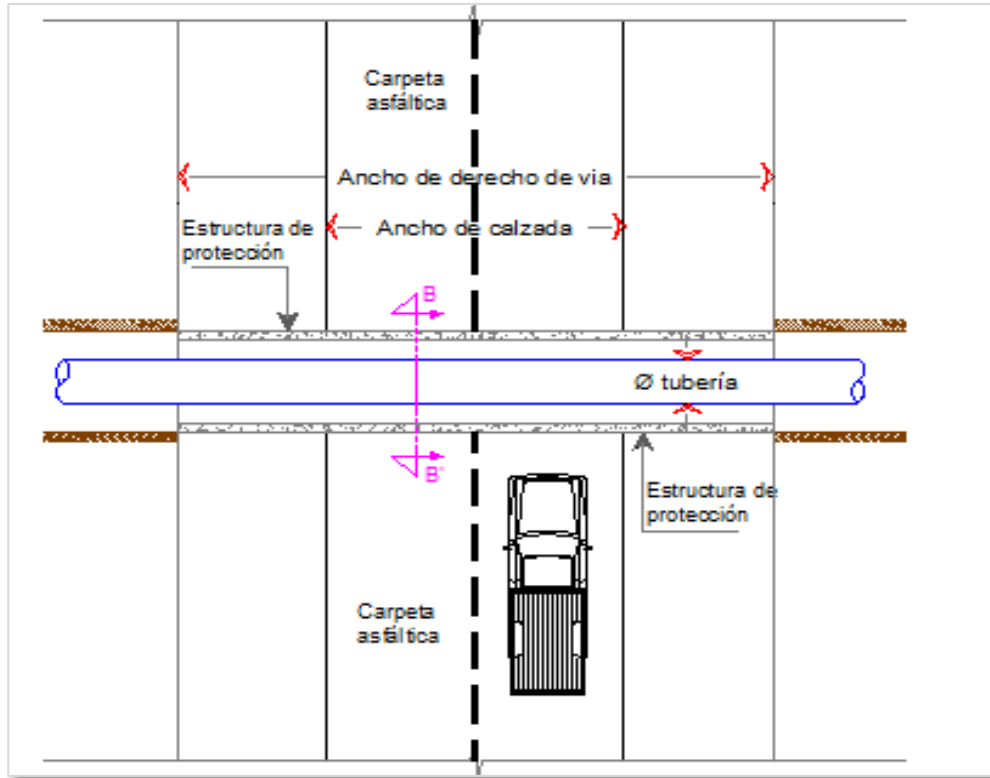 Carpeta
asfáltica
Ancho de derecho de via
Estructura de
protección
Ancho de calzada
B
Ø tubería
B'
Estructura de
protección
Carpeta
asfáltica